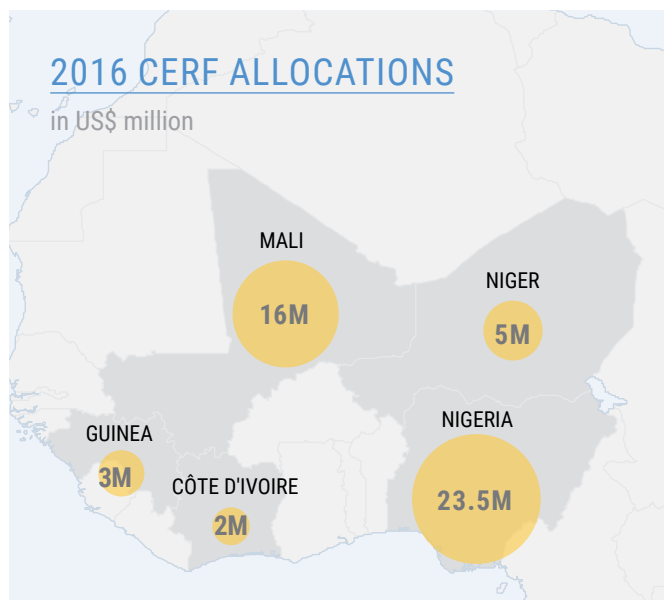 2016 CERF ALLOCATIONS
in US$ million
MALI
16M
NIGER
5M
NIGERIA
23.5M
GUINEA
3M
CÔTE D'IVOIRE
2M